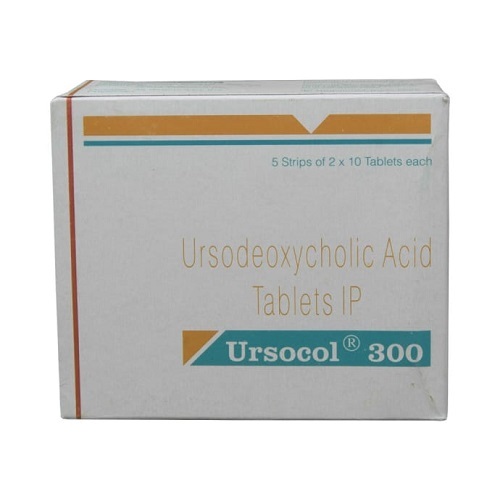 5 Strips of 2 x 10 Tablets each
Ursodeoxycholic Acid
Tablets IP
Ursocol® 300